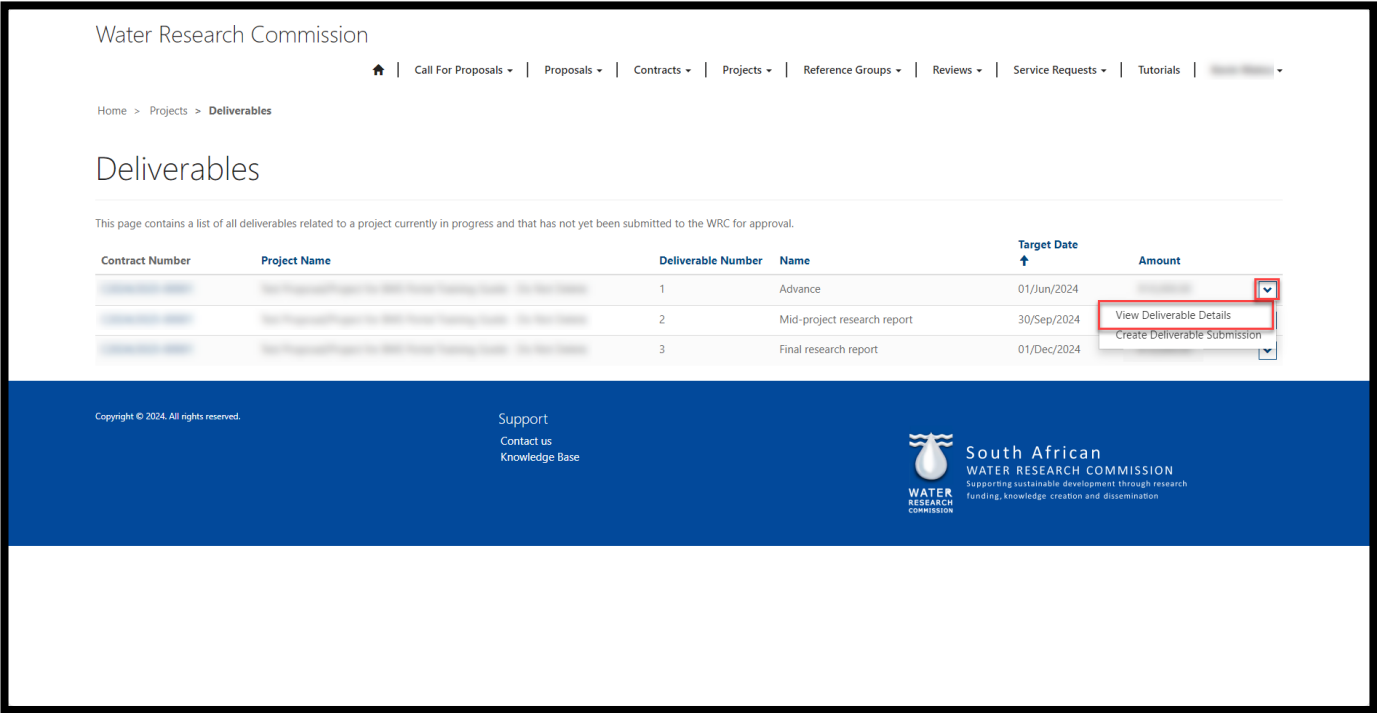 Water Research Commission
Call For Proposals | Proposals | Contracts | Projects | Reference Groups | Reviews | Service Requests | Tutorials |
Home > Projects > Deliverables
Deliverables
This page contains a list of all deliverables related to a project currently in progress and that has not yet been submitted to the WRC for approval.
Contract Number Project Name Deliverable Number Name Target Date Amount
1 Advance 01/Jun/2024
View Deliverable Details
2 Mid-project research report 30/Sep/2024
Create Deliverable Submission
3 Final research report 01/Dec/2024
Copyright © 2024. All rights reserved.
Support
Contact us
Knowledge Base
WATER
RESEARCH
COMMISSION
South African
WATER RESEARCH COMMISSION
Supporting sustainable development through research
funding, knowledge creation and dissemination